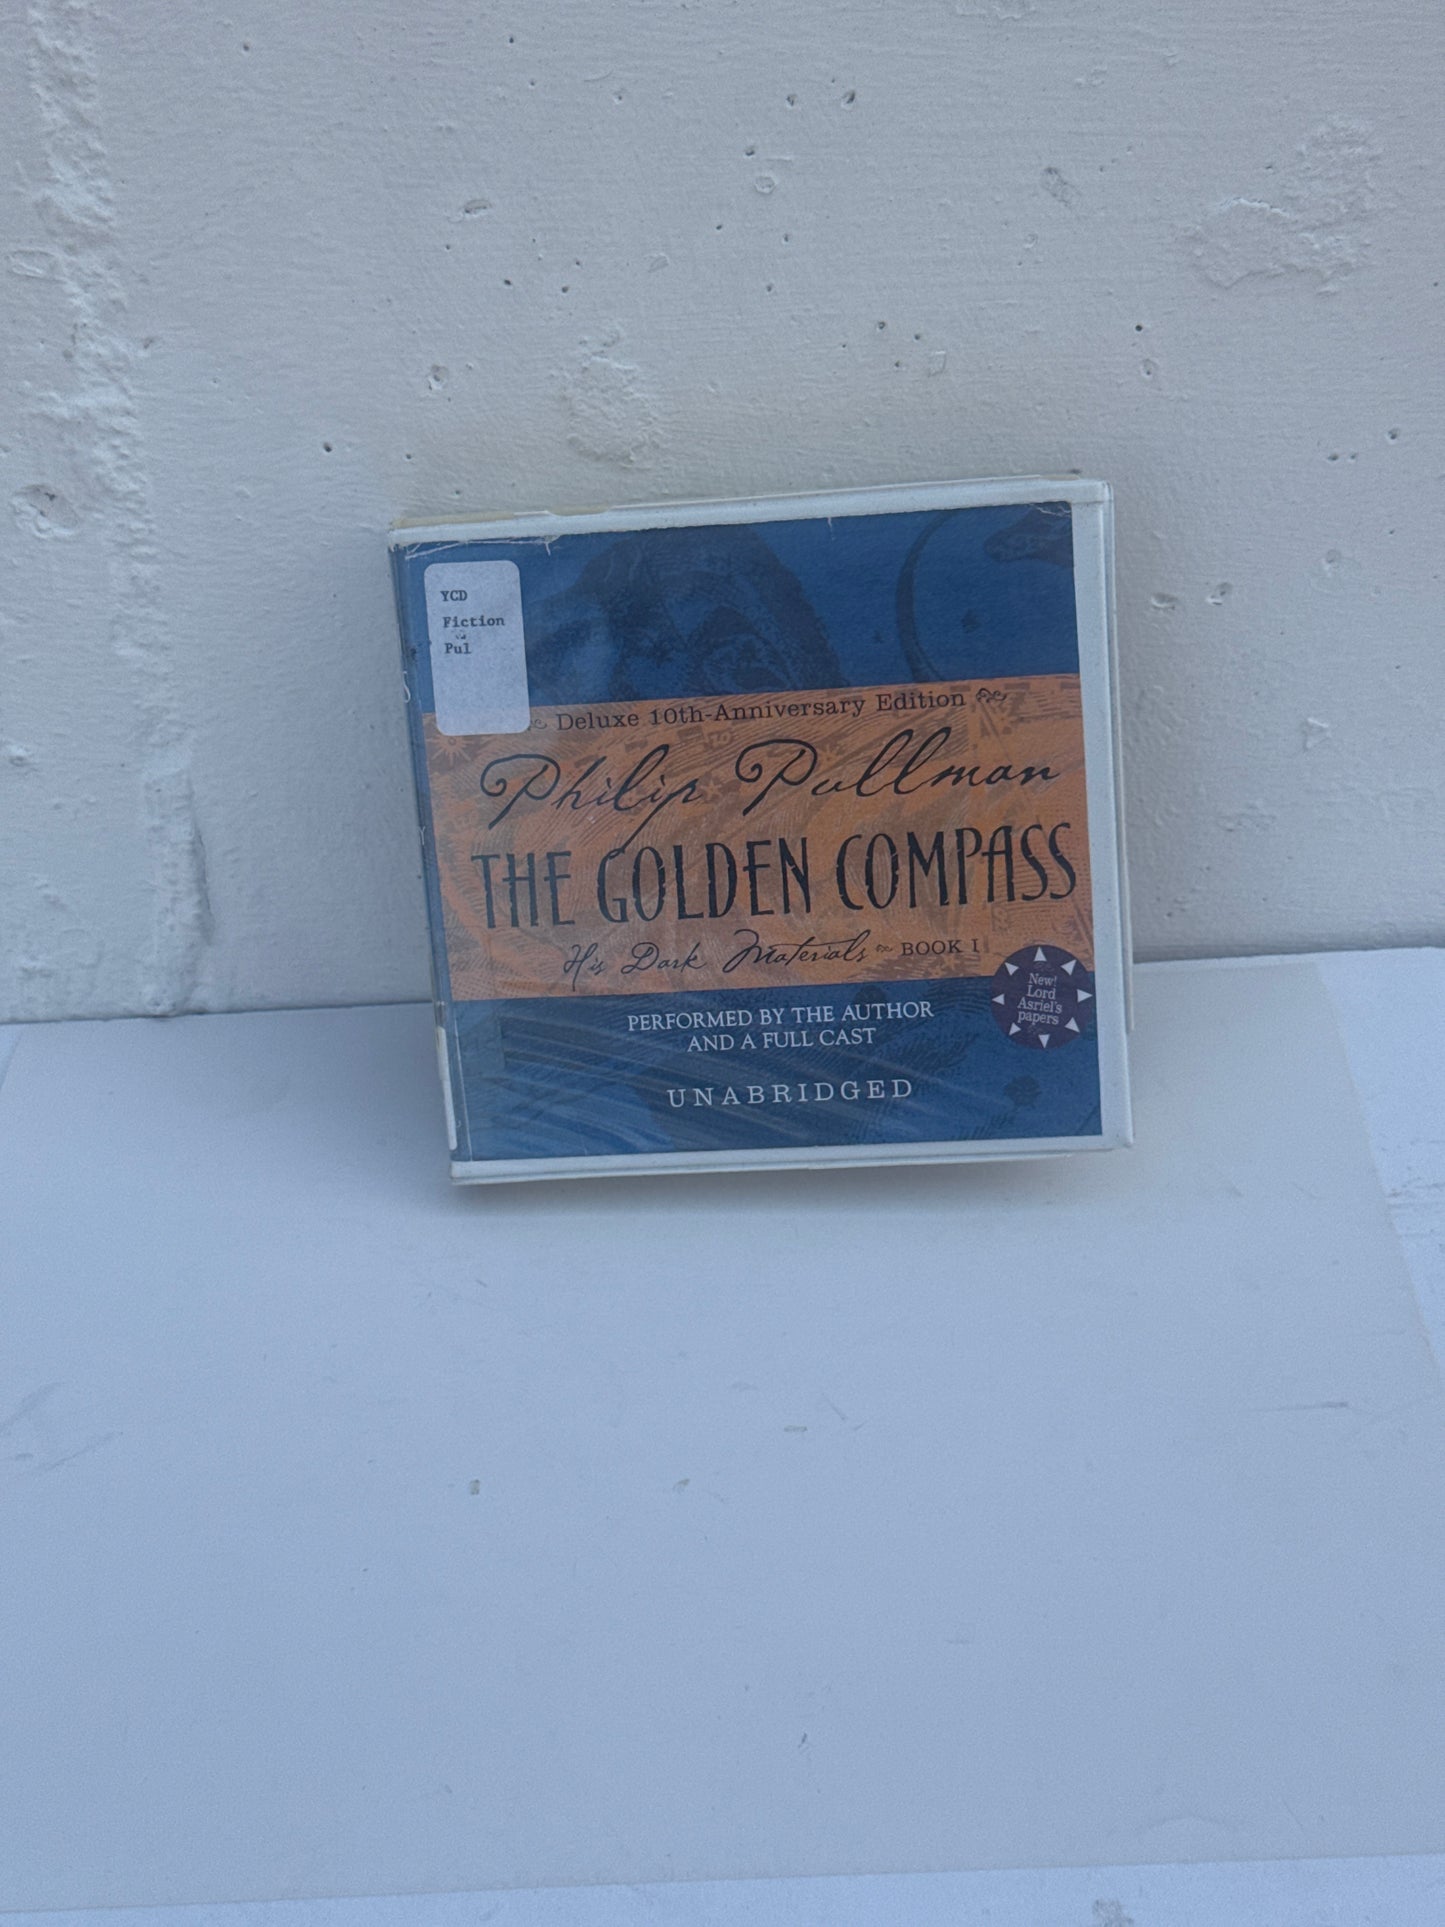 YCD
Fiction
Pul
Deluxe 10th-Anniversary Edition
Philip Pullman
THE GOLDEN COMPASS
His Dark Materials BOOK I
New!
Lord
Asriel's
papers
PERFORMED BY THE AUTHOR
AND A FULL CAST
UNABRIDGED